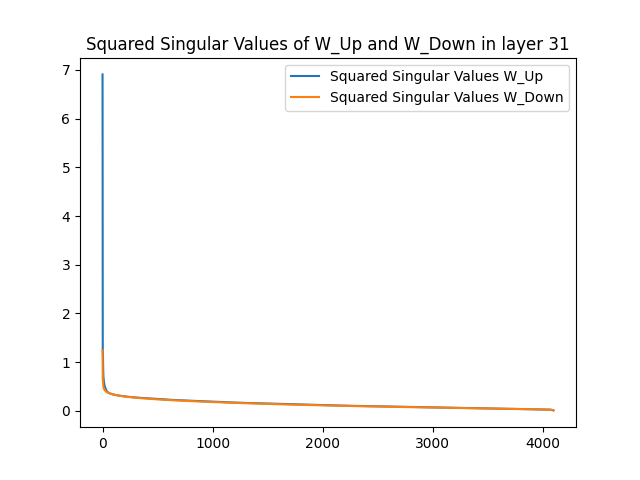 Squared Singular Values of W_Up and W_Down in layer 31
7
6
5
4
3
2
1
0
Squared Singular Values W_Up
Squared Singular Values W_Down
0 1000 2000 3000 4000